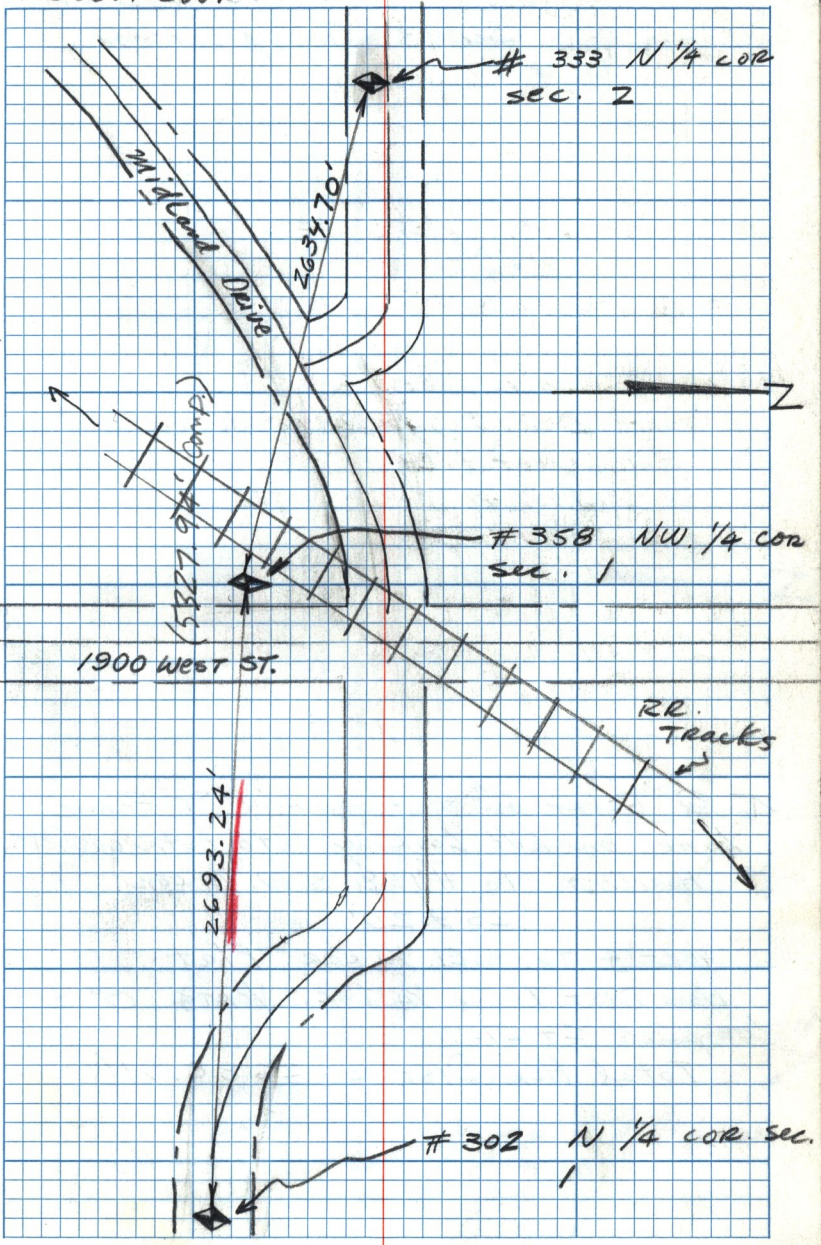 # 333 N 1/4 COR
sec. 2
2634.70'
Midland Drive
(5327.94' Comp.)
# 358 NW. 1/4 COR
sec. 1
1900 West ST.
RR.
Tracks
2693.24'
# 302 N 1/4 COR. Sec.
1